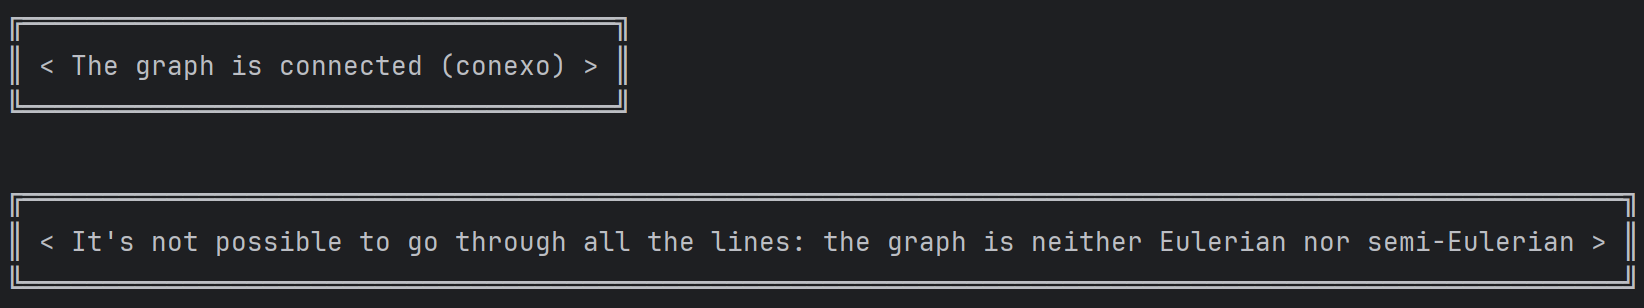 < The graph is connected (conexo) >
< It's not possible to go through all the lines: the graph is neither Eulerian nor semi-Eulerian >